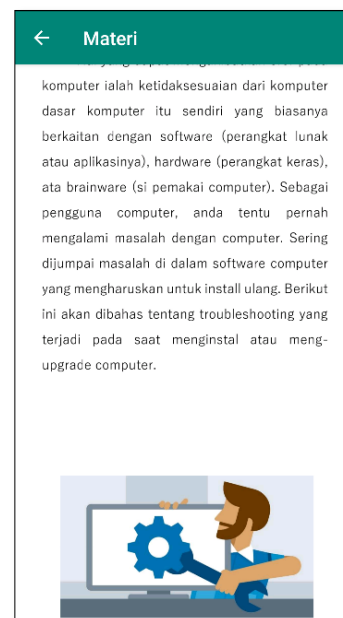 Materi
komputer ialah ketidaksesuaian dari komputer
dasar komputer itu sendiri yang biasanya
berkaitan dengan software (perangkat lunak
atau aplikasinya), hardware (perangkat keras),
ata brainware (si pemakai computer). Sebagai
pengguna computer, anda tentu pernah
mengalami masalah dengan computer. Sering
dijumpai masalah di dalam software computer
yang mengharuskan untuk install ulang. Berikut
ini akan dibahas tentang troubleshooting yang
terjadi pada saat menginstal atau meng-
upgrade computer.